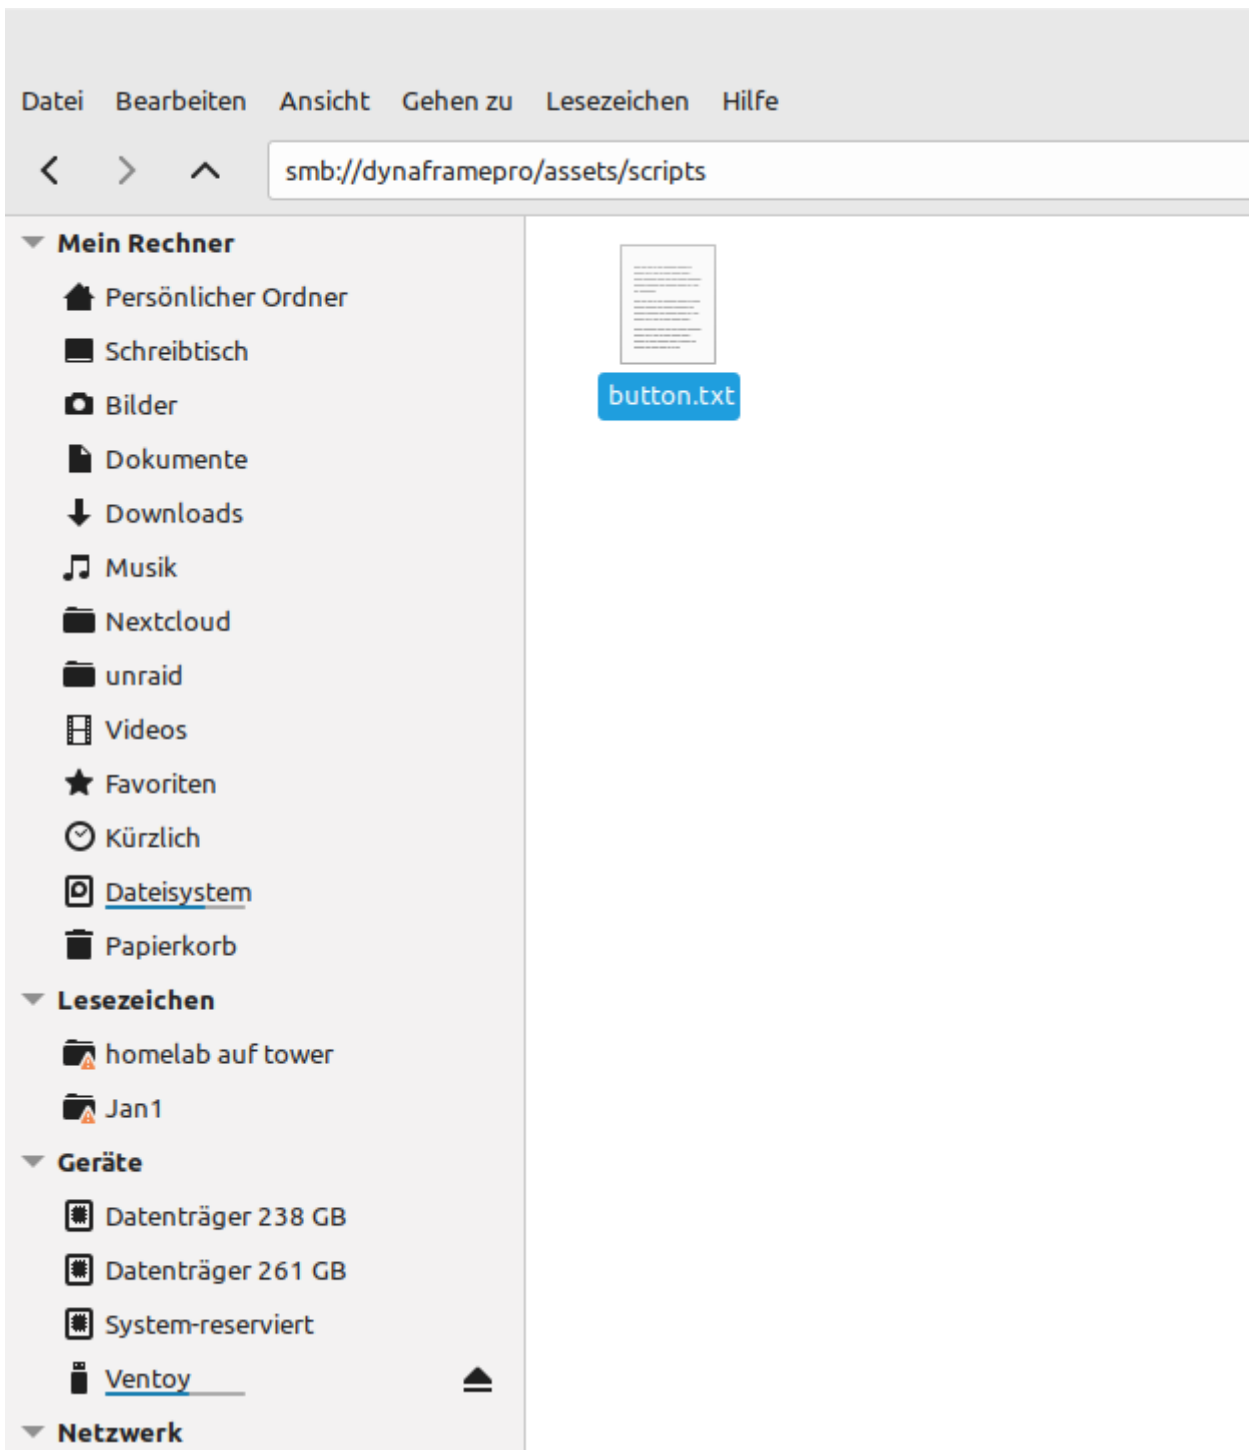 Datei Bearbeiten Ansicht Gehen zu Lesezeichen Hilfe
smb://dynaframepro/assets/scripts
Mein Rechner
Persönlicher Ordner
Schreibtisch
Bilder
Dokumente
Downloads
Musik
Nextcloud
unraid
Videos
Favoriten
Kürzlich
Dateisystem
Papierkorb
Lesezeichen
homelab auf tower
Jan1
Geräte
Datenträger 238 GB
Datenträger 261 GB
System-reserviert
Ventoy
Netzwerk
button.txt